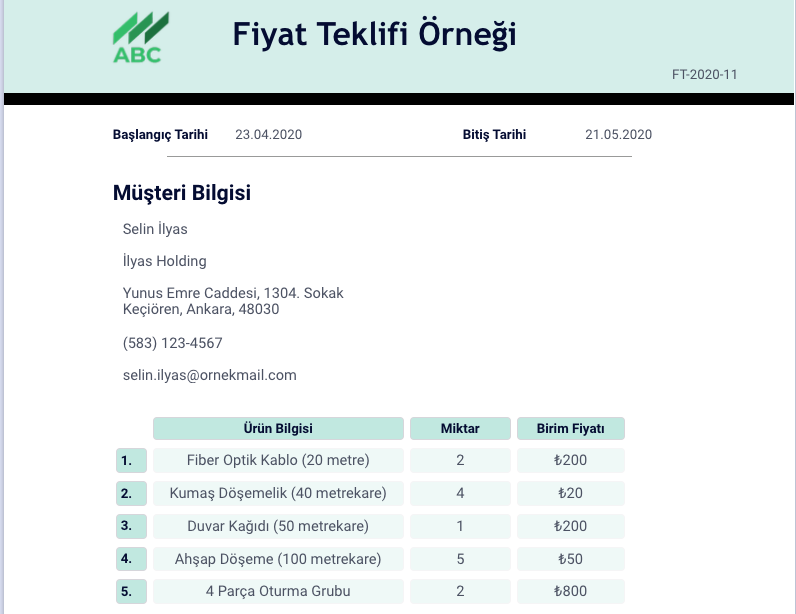 ABC
Fiyat Teklifi Örneği
FT-2020-11
Başlangıç Tarihi 23.04.2020 Bitiş Tarihi 21.05.2020
Müşteri Bilgisi
Selin İlyas
İlyas Holding
Yunus Emre Caddesi, 1304. Sokak
Keçiören, Ankara, 48030
(583) 123-4567
selin.ilyas@ornekmail.com
Ürün Bilgisi Miktar Birim Fiyatı
1. Fiber Optik Kablo (20 metre) 2 ₺200
2. Kumaş Döşemelik (40 metrekare) 4 ₺20
3. Duvar Kağıdı (50 metrekare) 1 ₺200
4. Ahşap Döşeme (100 metrekare) 5 ₺50
5. 4 Parça Oturma Grubu 2 ₺800